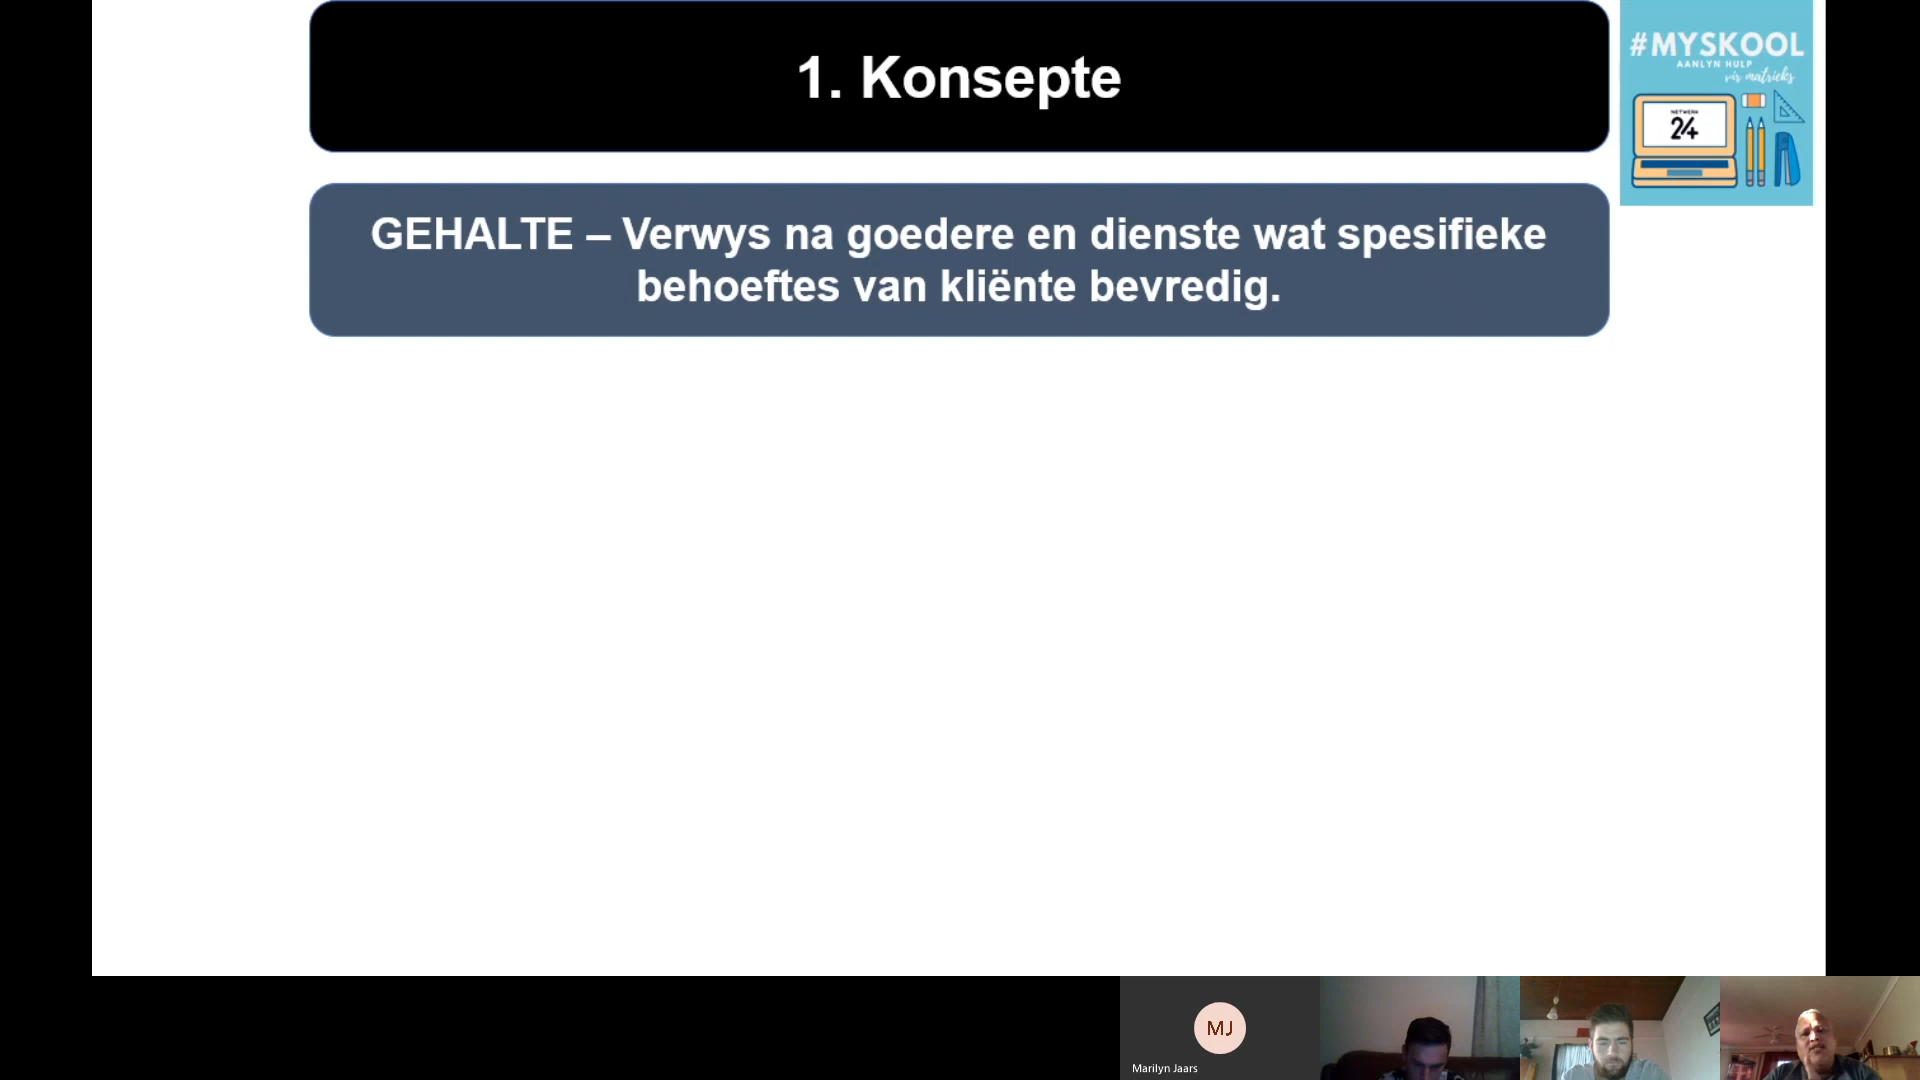 1. Konsepte
#MYSKOOL
AANLYN HULP
vir matrieks
NETWERK
24
GEHALTE – Verwys na goedere en dienste wat spesifieke
behoeftes van kliënte bevredig.
MJ
Marilyn Jaars